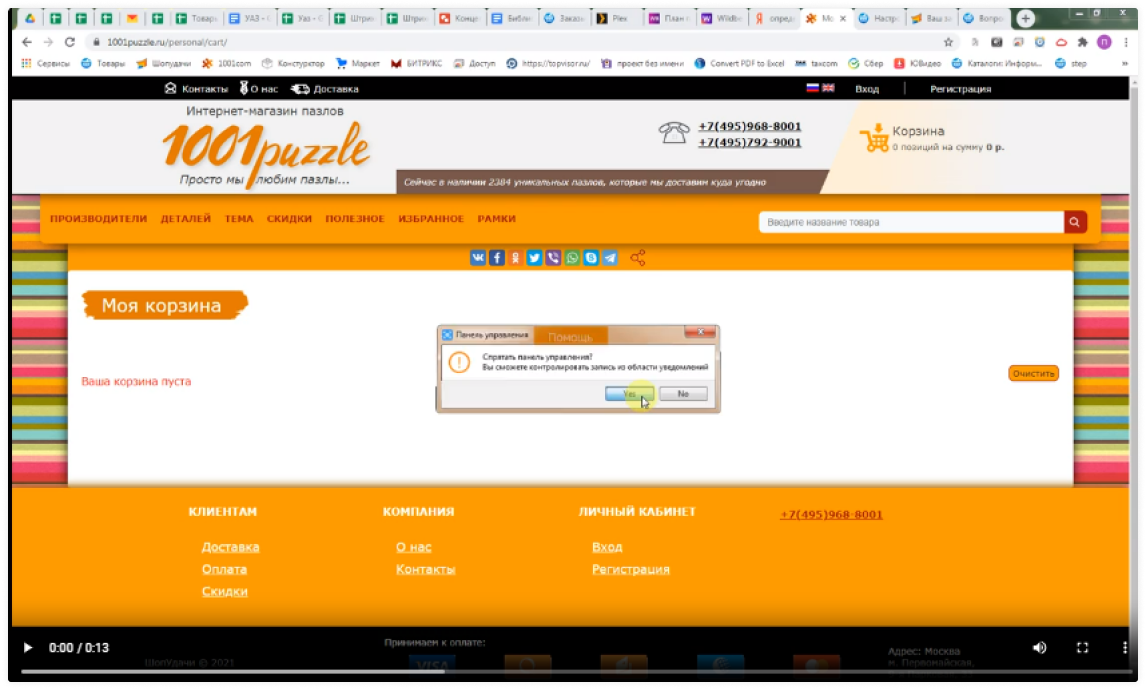 Товары
УАЗ - 
Уаз - С
Штрих
Штрих
Конце
Библи
Заказы
Plex
План г
Wildbe
опреде
Мо
Настро
Ваш за
Вопро
1001puzzle.ru/personal/cart/
Сервисы
Товары
Шопудачи
1001com
Конструктор
Маркет
БИТРИКС
Доступ
https://topvisor.ru/
проект без имени
Convert PDF to Excel
taxcom
Сбер
ЮВидео
Каталоги: Информ...
step
»
Контакты
О нас
Доставка
Вход
Регистрация
Интернет-магазин пазлов
1001puzzle
Просто мы любим пазлы...
+7(495)968-8001
+7(495)792-9001
Корзина
0 позиций на сумму 0 р.
Сейчас в наличии 2384 уникальных пазлов, которые мы доставим куда угодно
ПРОИЗВОДИТЕЛИ ДЕТАЛЕЙ ТЕМА СКИДКИ ПОЛЕЗНОЕ ИЗБРАННОЕ РАМКИ
Введите название товара
Моя корзина
Панель управления
Помощь
Спрятать панель управления?
Вы сможете контролировать запись из области уведомлений
Yes
No
Ваша корзина пуста
Очистить
КЛИЕНТАМ
КОМПАНИЯ
ЛИЧНЫЙ КАБИНЕТ
+7(495)968-8001
Доставка
О нас
Вход
Оплата
Контакты
Регистрация
Скидки
0:00 / 0:13
Принимаем к оплате:
ШопУдачи © 2021
VISA
Адрес: Москва
м. Первомайская,